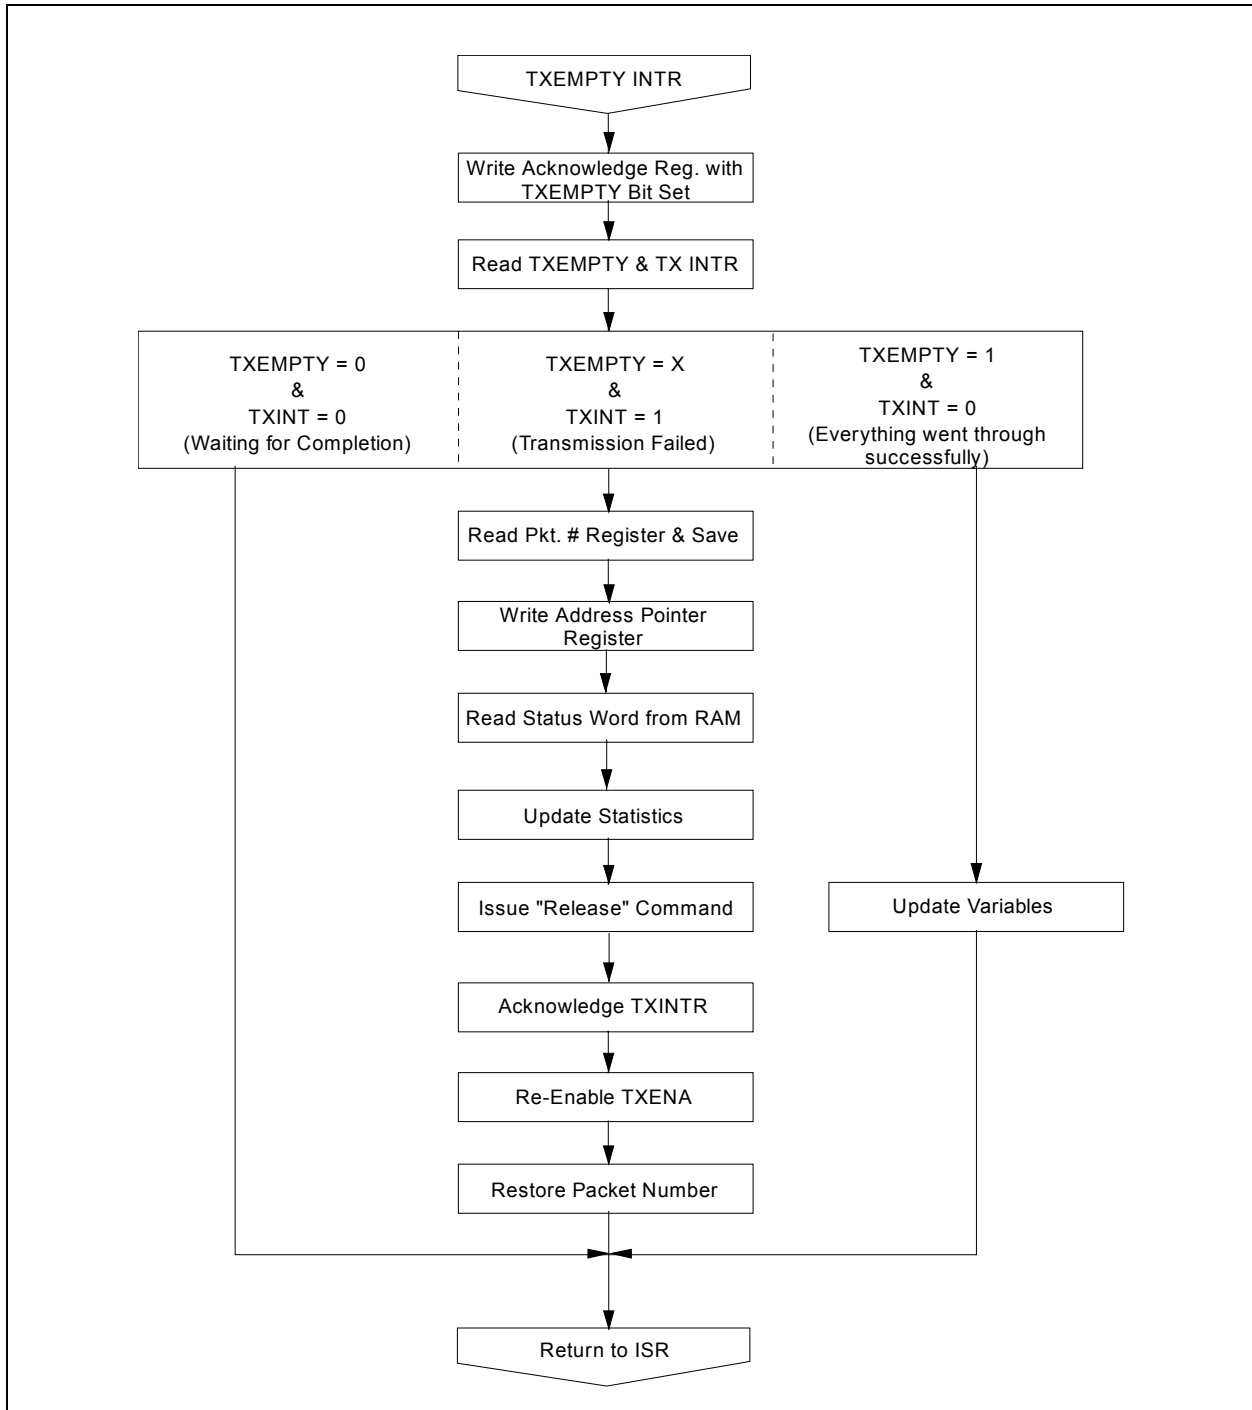 TXEMPTY INTR
Write Acknowledge Reg. with
TXEMPTY Bit Set
Read TXEMPTY & TX INTR
TXEMPTY = 0
&
TXINT = 0
(Waiting for Completion)
TXEMPTY = X
&
TXINT = 1
(Transmission Failed)
TXEMPTY = 1
&
TXINT = 0
(Everything went through
successfully)
Read Pkt. # Register & Save
Write Address Pointer
Register
Read Status Word from RAM
Update Statistics
Issue "Release" Command
Update Variables
Acknowledge TXINTR
Re-Enable TXENA
Restore Packet Number
Return to ISR